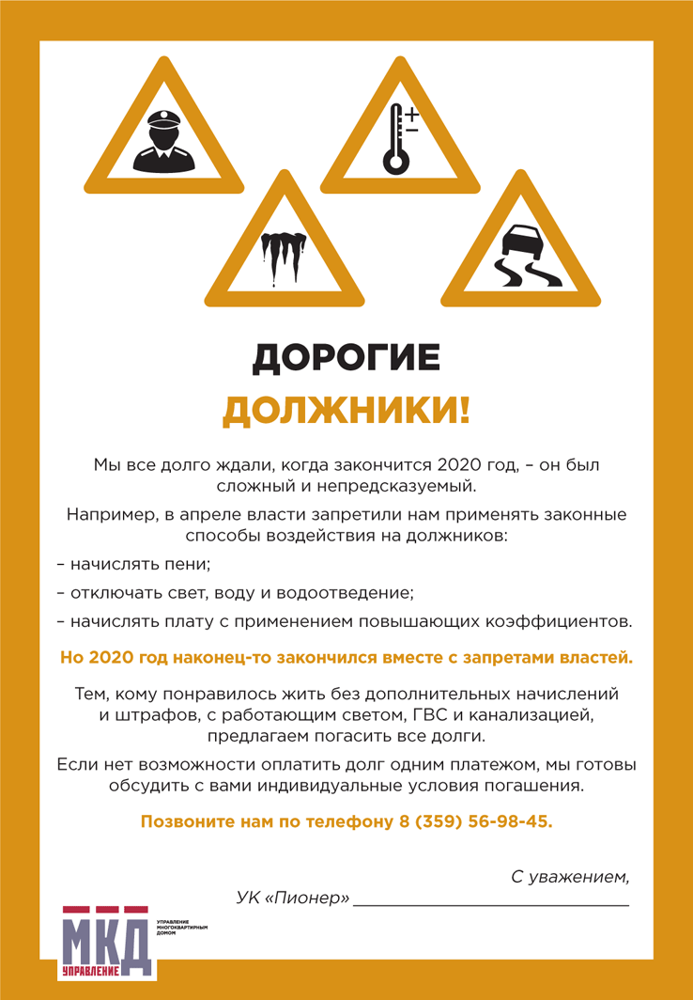 +
−
ДОРОГИЕ
ДОЛЖНИКИ!
Мы все долго ждали, когда закончится 2020 год, – он был
сложный и непредсказуемый.
Например, в апреле власти запретили нам применять законные
способы воздействия на должников:
– начислять пени;
– отключать свет, воду и водоотведение;
– начислять плату с применением повышающих коэффициентов.
Но 2020 год наконец-то закончился вместе с запретами властей.
Тем, кому понравилось жить без дополнительных начислений
и штрафов, с работающим светом, ГВС и канализацией,
предлагаем погасить все долги.
Если нет возможности оплатить долг одним платежом, мы готовы
обсудить с вами индивидуальные условия погашения.
Позвоните нам по телефону 8 (359) 56-98-45.
С уважением,
УК «Пионер» ______________________________
МКД
УПРАВЛЕНИЕ
УПРАВЛЕНИЕ
МНОГОКВАРТИРНЫМ
ДОМОМ